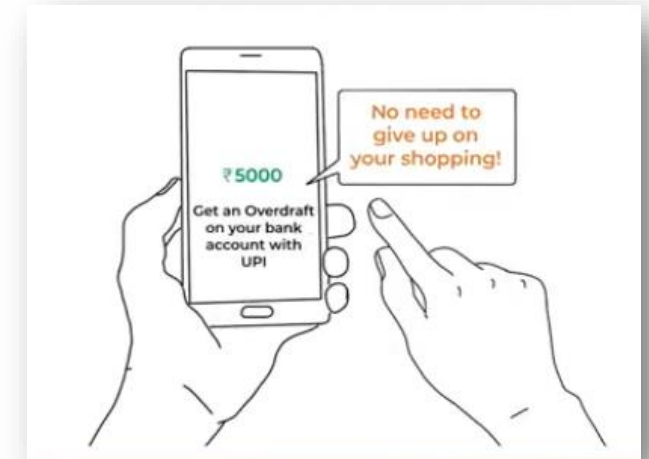 No need to
give up on
your shopping!
₹5000
Get an Overdraft
on your bank
account with
UPI